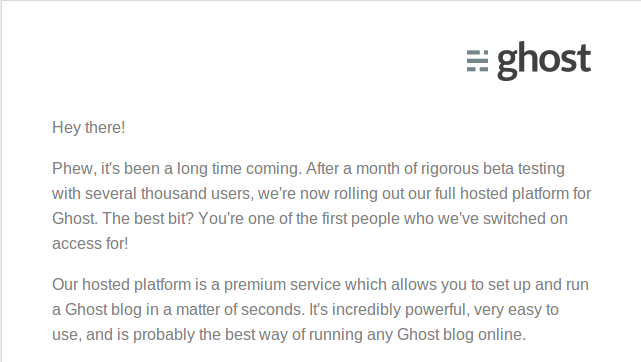 ghost
Hey there!
Phew, it's been a long time coming. After a month of rigorous beta testing
with several thousand users, we're now rolling out our full hosted platform for
Ghost. The best bit? You're one of the first people who we've switched on
access for!
Our hosted platform is a premium service which allows you to set up and run
a Ghost blog in a matter of seconds. It's incredibly powerful, very easy to
use, and is probably the best way of running any Ghost blog online.